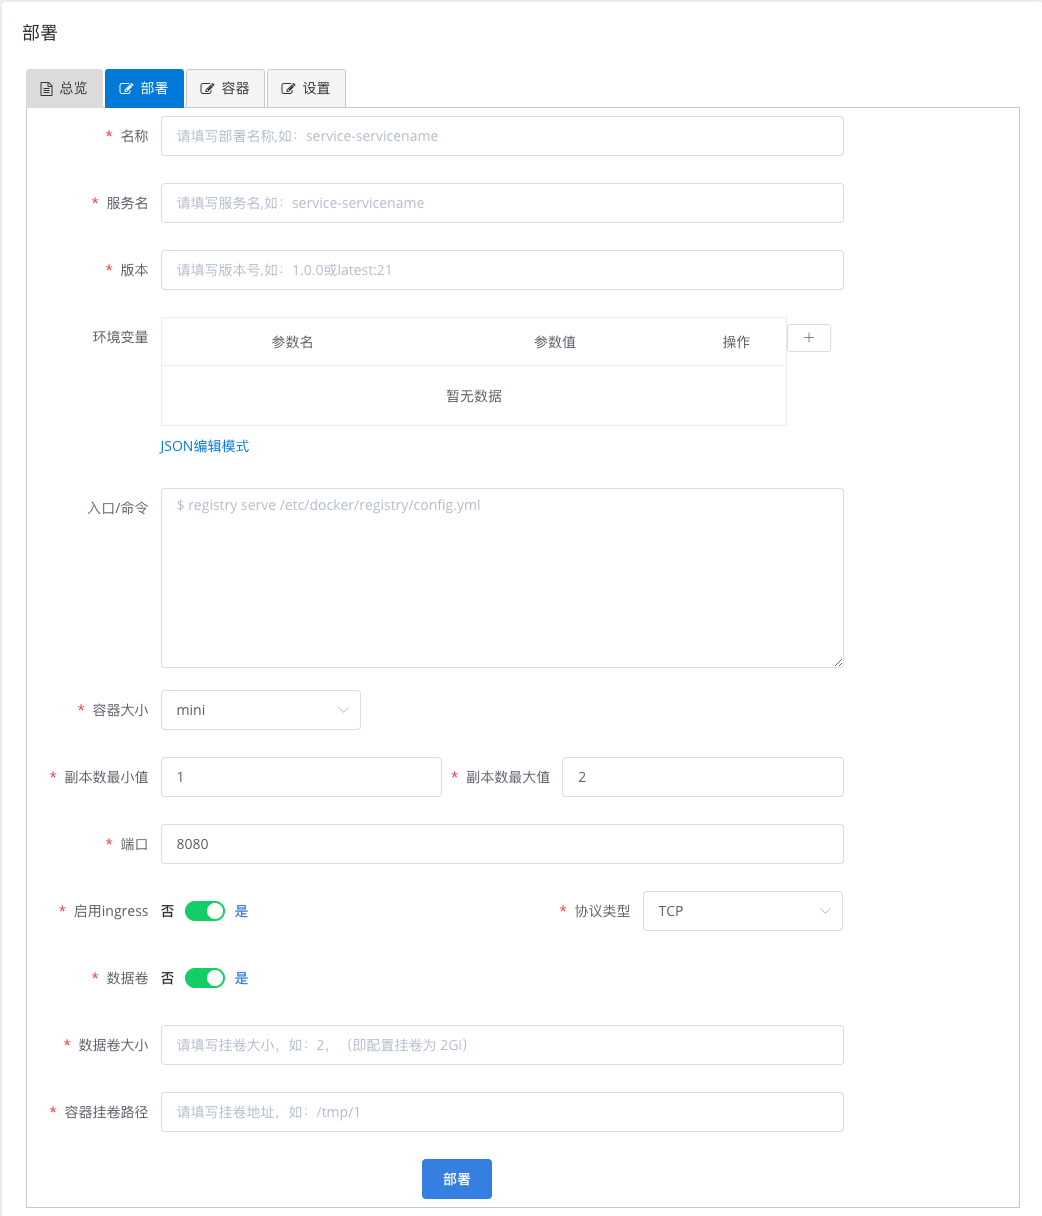 部署
总览 部署 容器 设置
* 名称 请填写部署名称,如：service-servicename
* 服务名 请填写服务名,如：service-servicename
* 版本 请填写版本号,如：1.0.0或latest:21
环境变量 参数名 参数值 操作 +
暂无数据
JSON编辑模式
入口/命令 $ registry serve /etc/docker/registry/config.yml
* 容器大小 mini
* 副本数最小值 1 * 副本数最大值 2
* 端口 8080
* 启用ingress 否 是 * 协议类型 TCP
* 数据卷 否 是
* 数据卷大小 请填写挂卷大小，如：2，（即配置挂卷为 2Gi）
* 容器挂卷路径 请填写挂卷地址，如：/tmp/1
部署